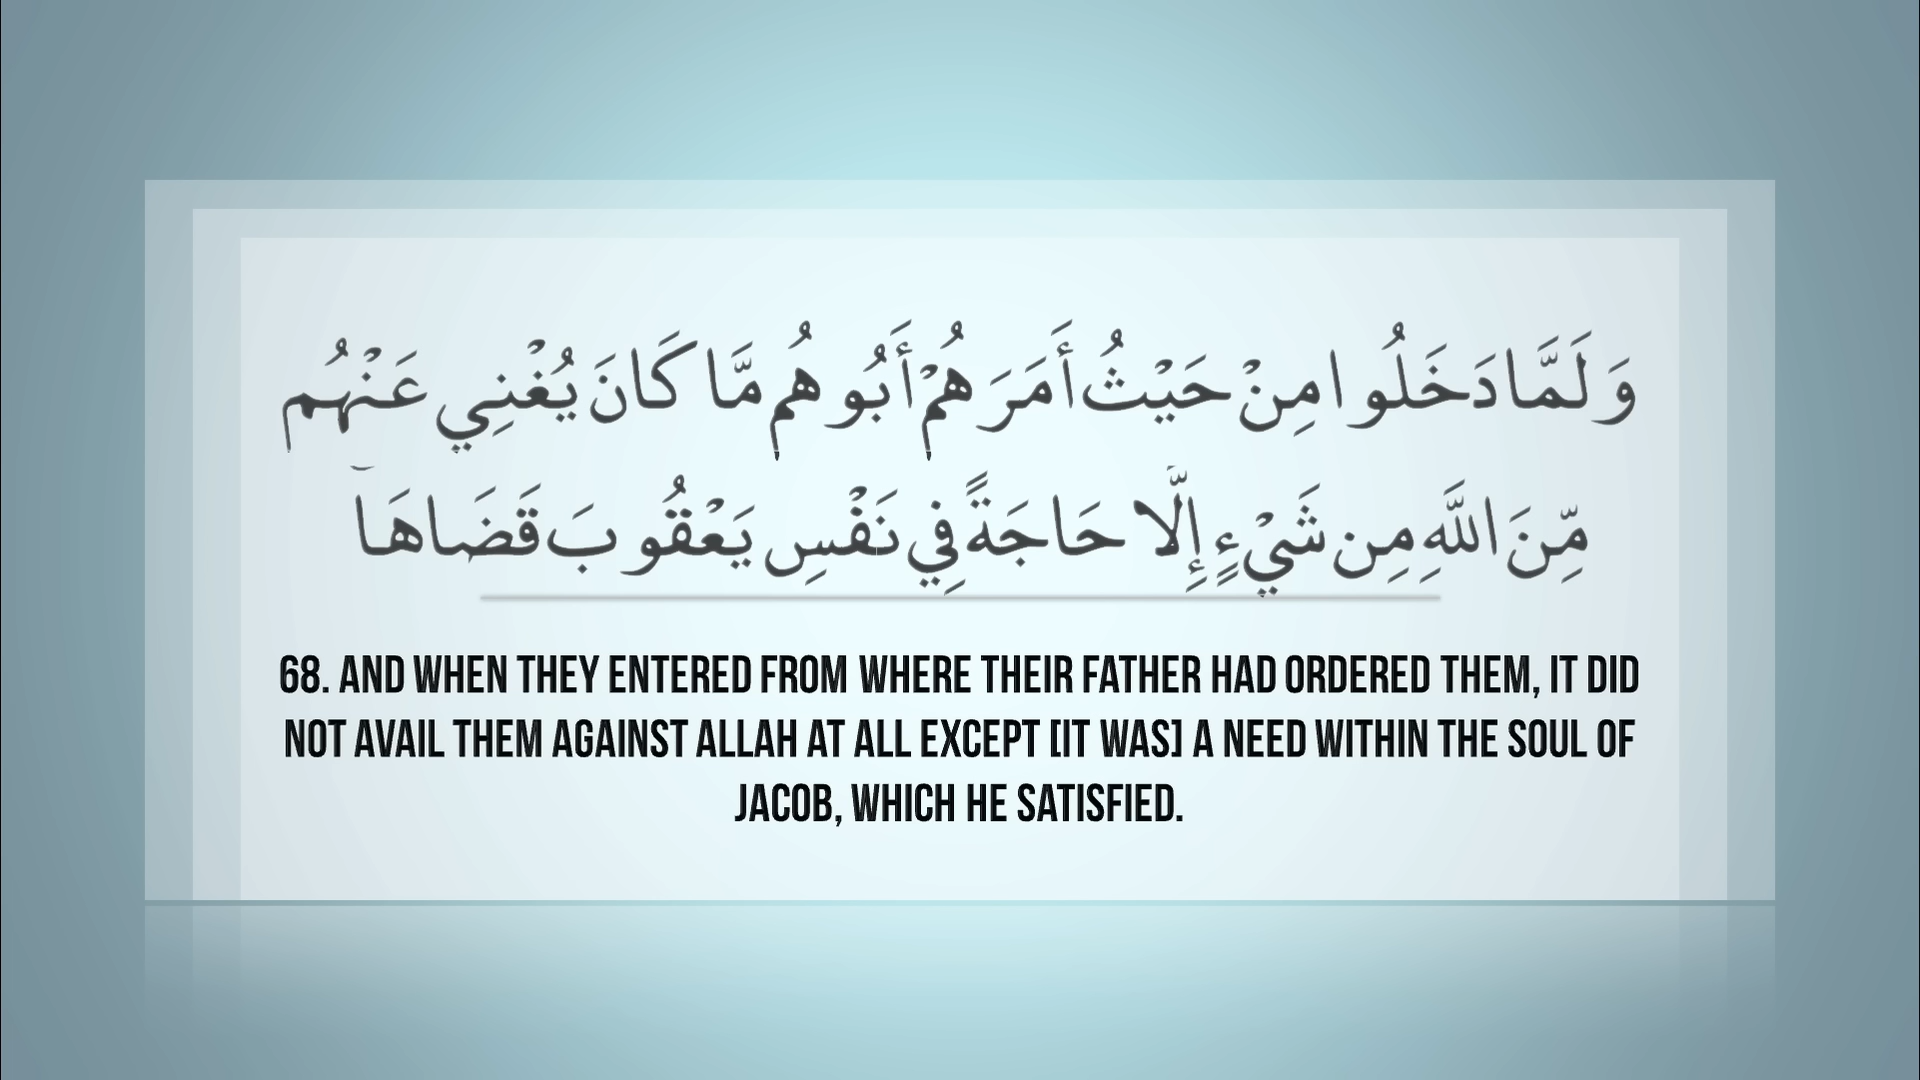 وَلَمَّا دَخَلُوا مِنْ حَيْثُ أَمَرَهُمْ أَبُوهُم مَّا كَانَ يُغْنِي عَنْهُم
مِّنَ اللَّهِ مِن شَيْءٍ إِلَّا حَاجَةً فِي نَفْسِ يَعْقُوبَ قَضَاهَا ۚ
68. AND WHEN THEY ENTERED FROM WHERE THEIR FATHER HAD ORDERED THEM, IT DID
NOT AVAIL THEM AGAINST ALLAH AT ALL EXCEPT [IT WAS] A NEED WITHIN THE SOUL OF
JACOB, WHICH HE SATISFIED.